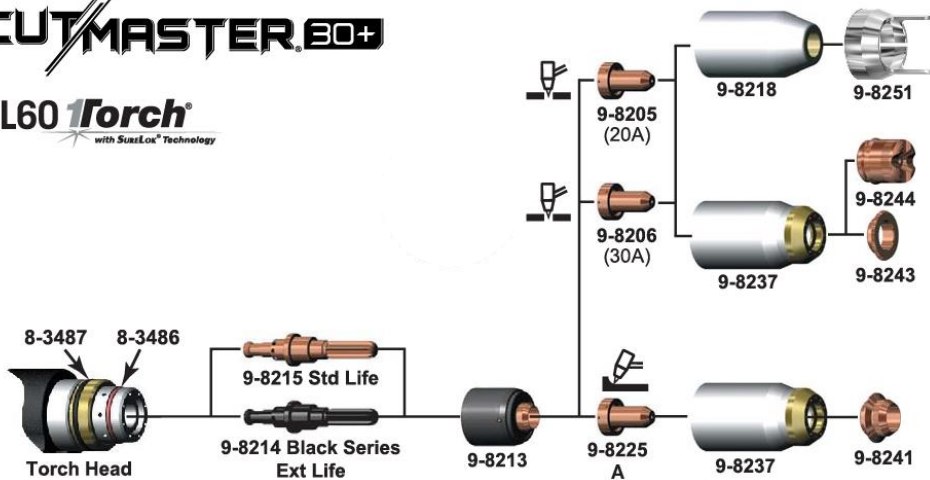 CUTMASTER. 30+
L60 1Torch®
with SureLok® Technology
9-8218
9-8251
9-8205
(20A)
9-8244
9-8206
(30A)
9-8243
9-8237
8-3487
8-3486
9-8215 Std Life
9-8214 Black Series
Ext Life
Torch Head
9-8213
9-8225
A
9-8237
9-8241